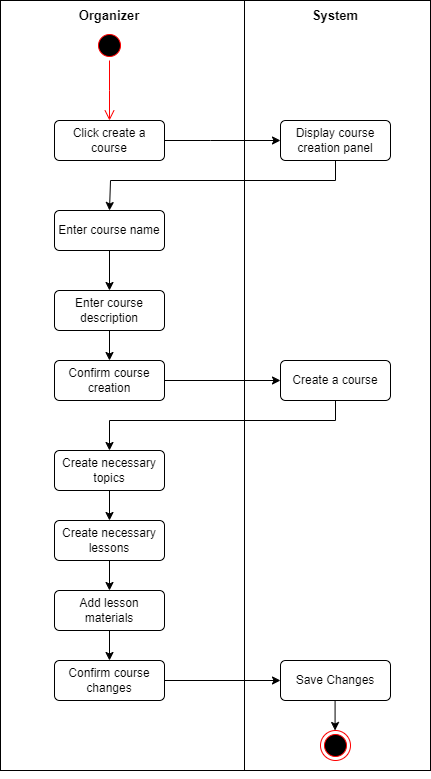 Organizer
System
Click create a
course
Display course
creation panel
Enter course name
Enter course
description
Confirm course
creation
Create a course
Create necessary
topics
Create necessary
lessons
Add lesson
materials
Confirm course
changes
Save Changes